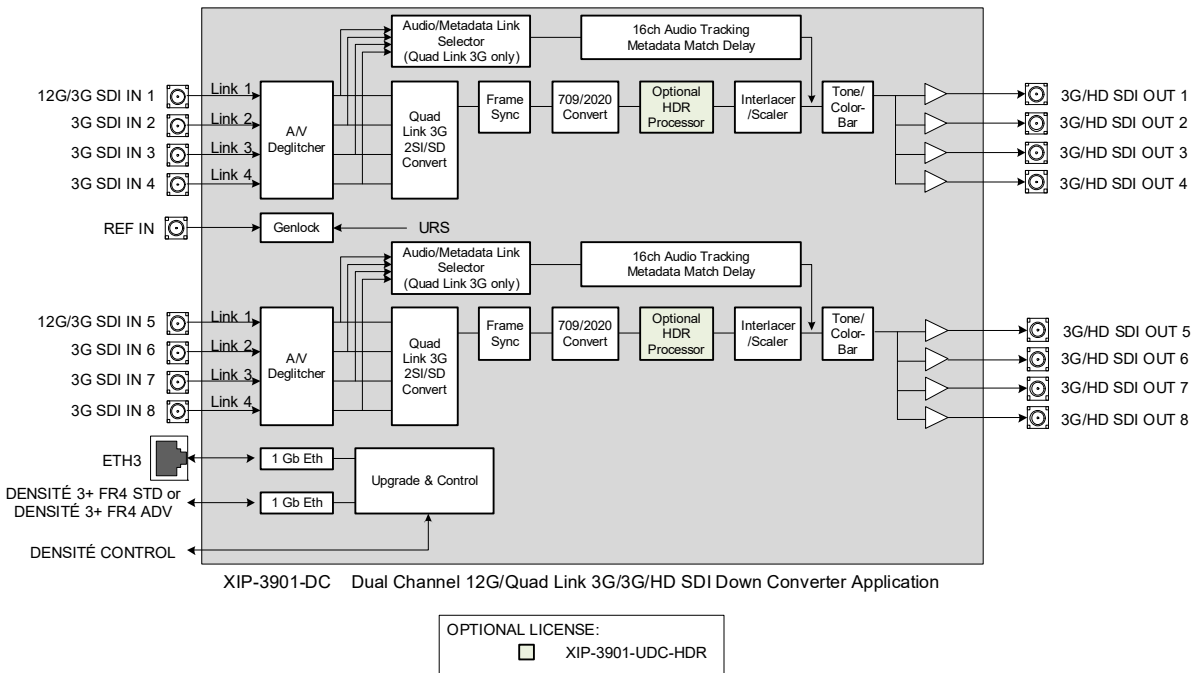 Audio/Metadata Link
Selector
(Quad Link 3G only)
16ch Audio Tracking
Metadata Match Delay
12G/3G SDI IN 1
3G SDI IN 2
3G SDI IN 3
3G SDI IN 4
Link 1
Link 2
Link 3
Link 4
A/V
Deglitcher
Quad
Link 3G
2SI/SD
Convert
Frame
Sync
709/2020
Convert
Optional
HDR
Processor
Interlacer
/Scaler
Tone/
Color-
Bar
3G/HD SDI OUT 1
3G/HD SDI OUT 2
3G/HD SDI OUT 3
3G/HD SDI OUT 4
REF IN
Genlock
URS
Audio/Metadata Link
Selector
(Quad Link 3G only)
16ch Audio Tracking
Metadata Match Delay
12G/3G SDI IN 5
3G SDI IN 6
3G SDI IN 7
3G SDI IN 8
Link 1
Link 2
Link 3
Link 4
A/V
Deglitcher
Quad
Link 3G
2SI/SD
Convert
Frame
Sync
709/2020
Convert
Optional
HDR
Processor
Interlacer
/Scaler
Tone/
Color-
Bar
3G/HD SDI OUT 5
3G/HD SDI OUT 6
3G/HD SDI OUT 7
3G/HD SDI OUT 8
ETH3
1 Gb Eth
Upgrade & Control
DENSITÉ 3+ FR4 STD or
DENSITÉ 3+ FR4 ADV
1 Gb Eth
DENSITÉ CONTROL
XIP-3901-DC Dual Channel 12G/Quad Link 3G/3G/HD SDI Down Converter Application
OPTIONAL LICENSE:
XIP-3901-UDC-HDR